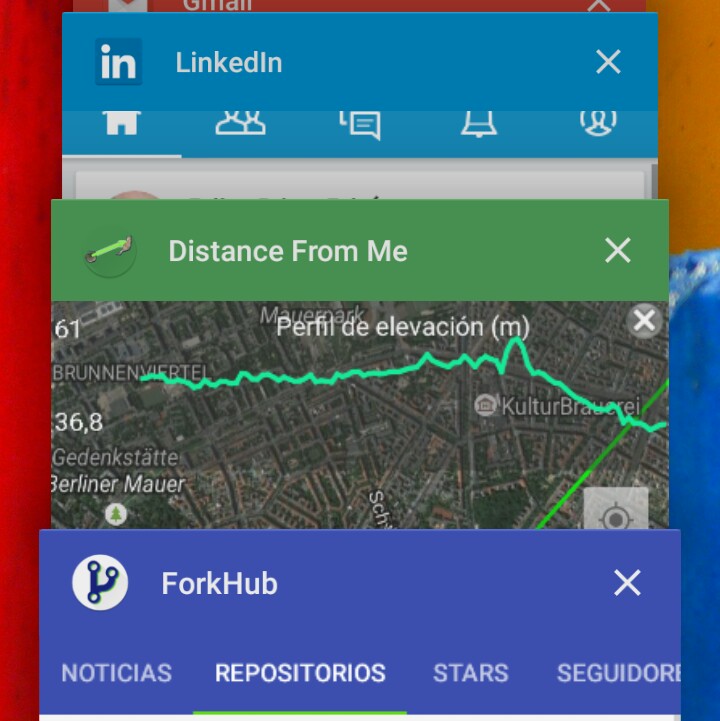 Gmail
in LinkedIn
Distance From Me
Mauerpark
61
Perfil de elevación (m)
BRUNNENVIERTEL
KulturBrauerei
36,8
Gedenkstätte
Berliner Mauer
ForkHub
NOTICIAS REPOSITORIOS STARS SEGUIDORE